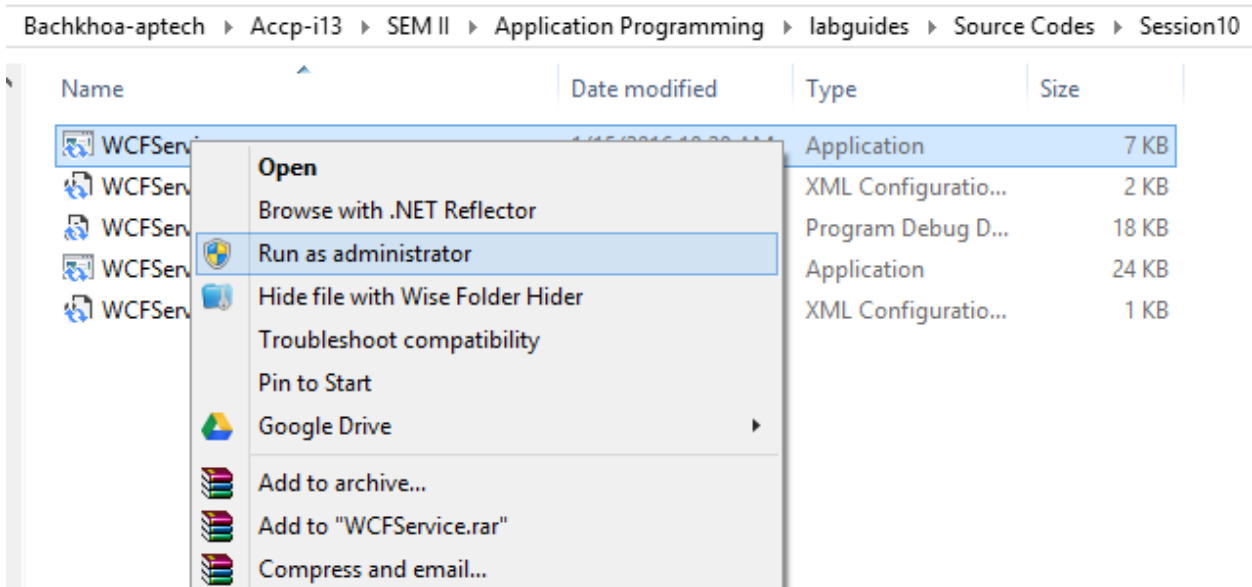 Bachkhoa-aptech ▸ Accp-i13 ▸ SEM II ▸ Application Programming ▸ labguides ▸ Source Codes ▸ Session10
Name Date modified Type Size
WCFServi Application 7 KB
WCFServ XML Configuratio... 2 KB
WCFServ Program Debug D... 18 KB
WCFServ Application 24 KB
WCFServ XML Configuratio... 1 KB
Open
Browse with .NET Reflector
Run as administrator
Hide file with Wise Folder Hider
Troubleshoot compatibility
Pin to Start
Google Drive
Add to archive...
Add to "WCFService.rar"
Compress and email...